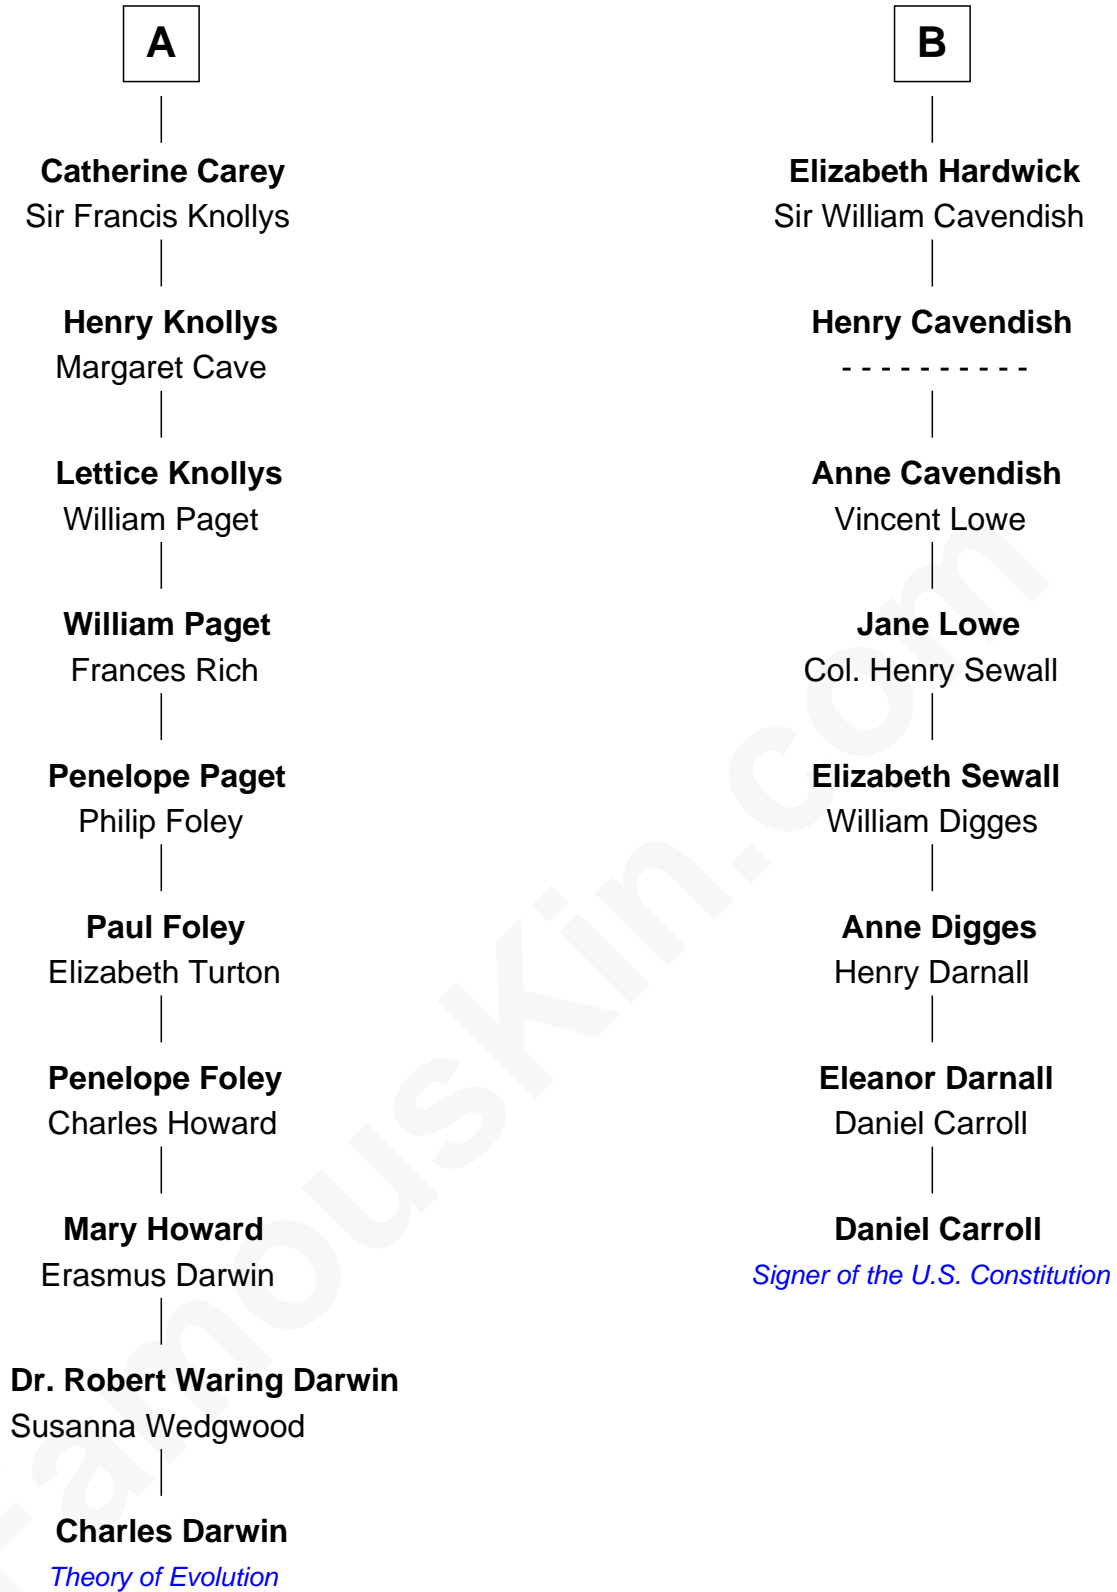 A
Catherine Carey
Sir Francis Knollys
Henry Knollys
Margaret Cave
Lettice Knollys
William Paget
William Paget
Frances Rich
Penelope Paget
Philip Foley
Paul Foley
Elizabeth Turton
Penelope Foley
Charles Howard
Mary Howard
Erasmus Darwin
Dr. Robert Waring Darwin
Susanna Wedgwood
Charles Darwin
Theory of Evolution
B
Elizabeth Hardwick
Sir William Cavendish
Henry Cavendish
- - - - - - - - - -
Anne Cavendish
Vincent Lowe
Jane Lowe
Col. Henry Sewall
Elizabeth Sewall
William Digges
Anne Digges
Henry Darnall
Eleanor Darnall
Daniel Carroll
Daniel Carroll
Signer of the U.S. Constitution
FamousKin.com